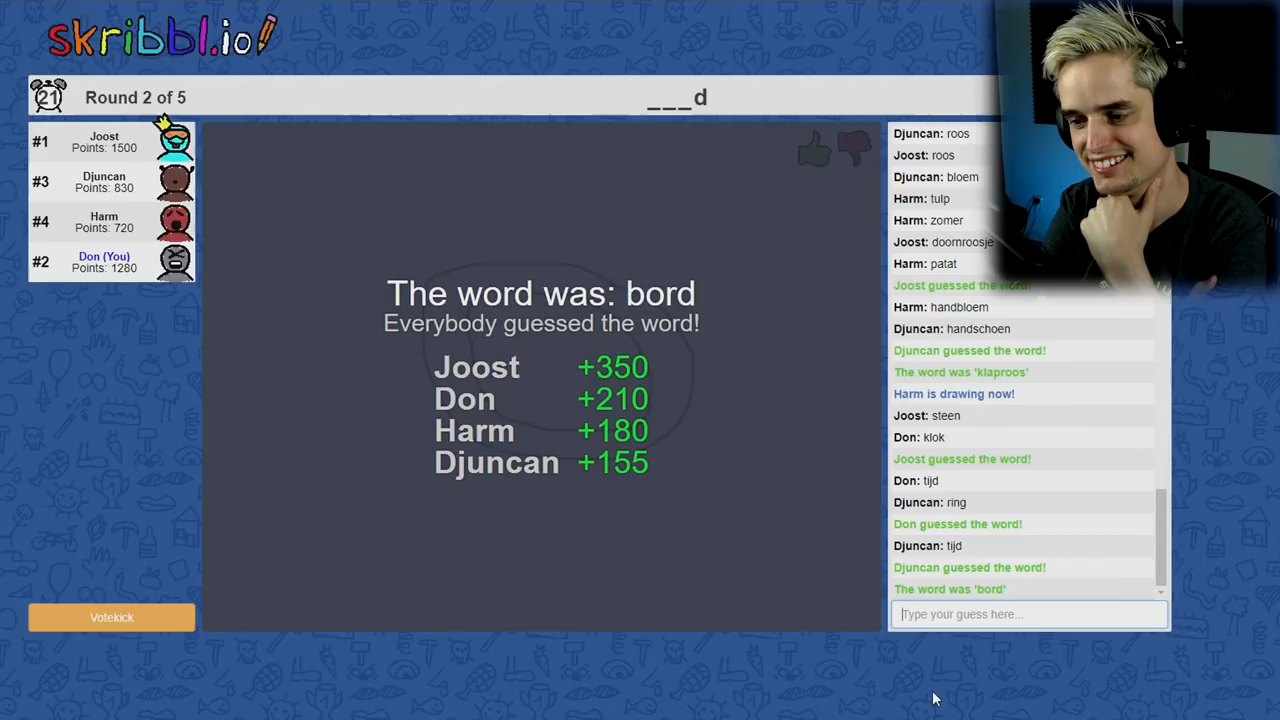 skribbl.io!
21
Round 2 of 5
___d
#1
Joost
Points: 1500
#3
Djuncan
Points: 830
#4
Harm
Points: 720
#2
Don (You)
Points: 1280
Votekick
The word was: bord
Everybody guessed the word!
Joost +350
Don +210
Harm +180
Djuncan +155
Djuncan: roos
Joost: roos
Djuncan: bloem
Harm: tulp
Harm: zomer
Joost: doornroosje
Harm: patat
Joost guessed the word!
Harm: handbloem
Djuncan: handschoen
Djuncan guessed the word!
The word was 'klaproos'
Harm is drawing now!
Joost: steen
Don: klok
Joost guessed the word!
Don: tijd
Djuncan: ring
Don guessed the word!
Djuncan: tijd
Djuncan guessed the word!
The word was 'bord'
Type your guess here...